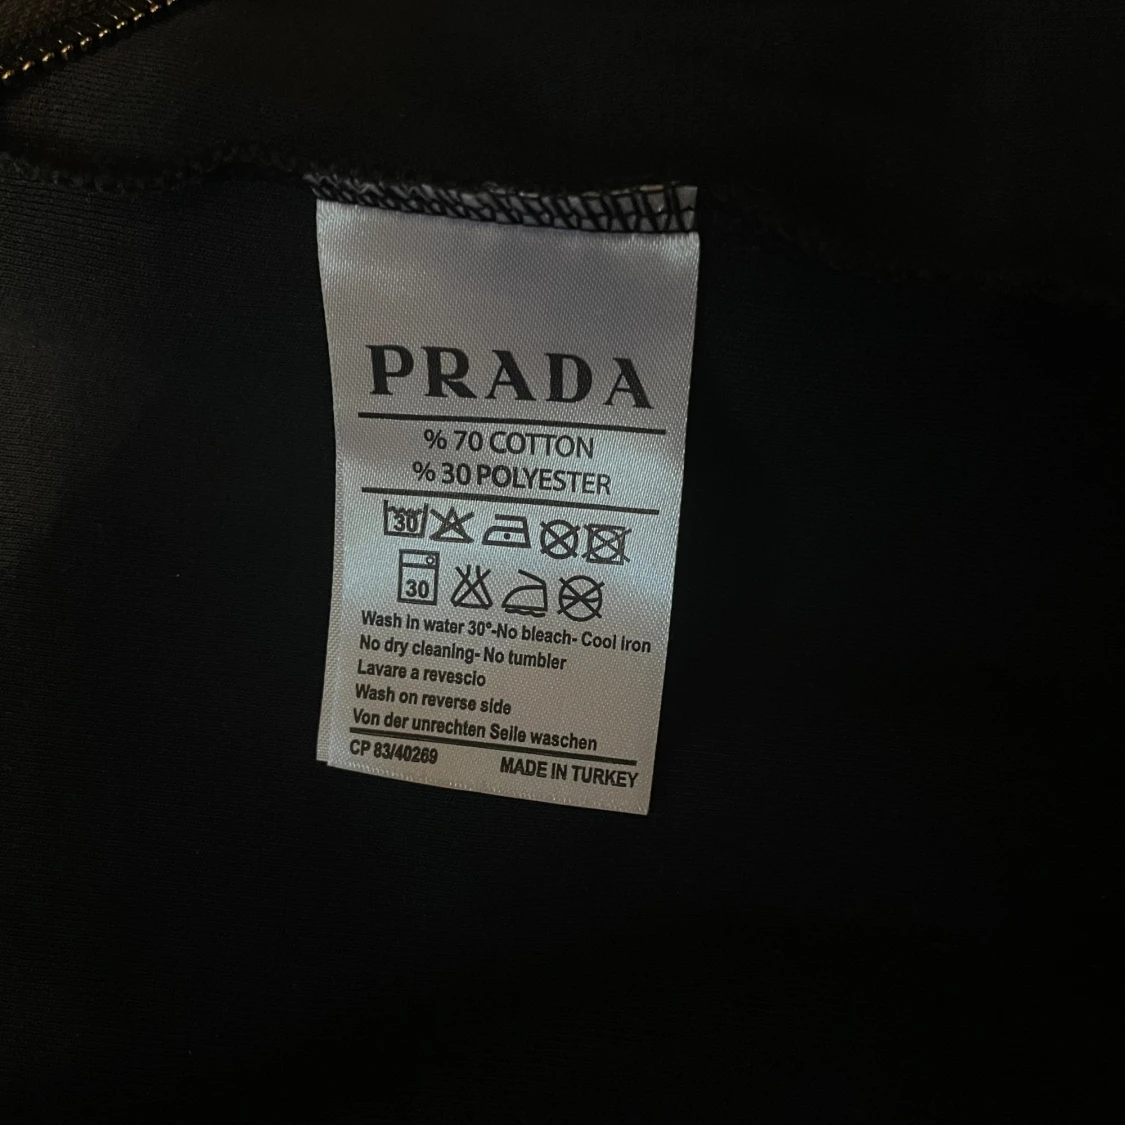 PRADA
% 70 COTTON
% 30 POLYESTER
30
30
Wash in water 30°-No bleach- Cool iron
No dry cleaning- No tumbler
Lavare a revescio
Wash on reverse side
Von der unrechten Seile waschen
CP 83/40269 MADE IN TURKEY